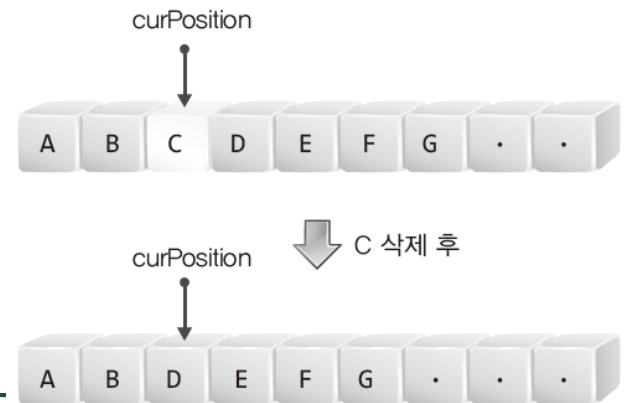 curPosition
A B C D E F G · ·
C 삭제 후
curPosition
A B D E F G · · ·